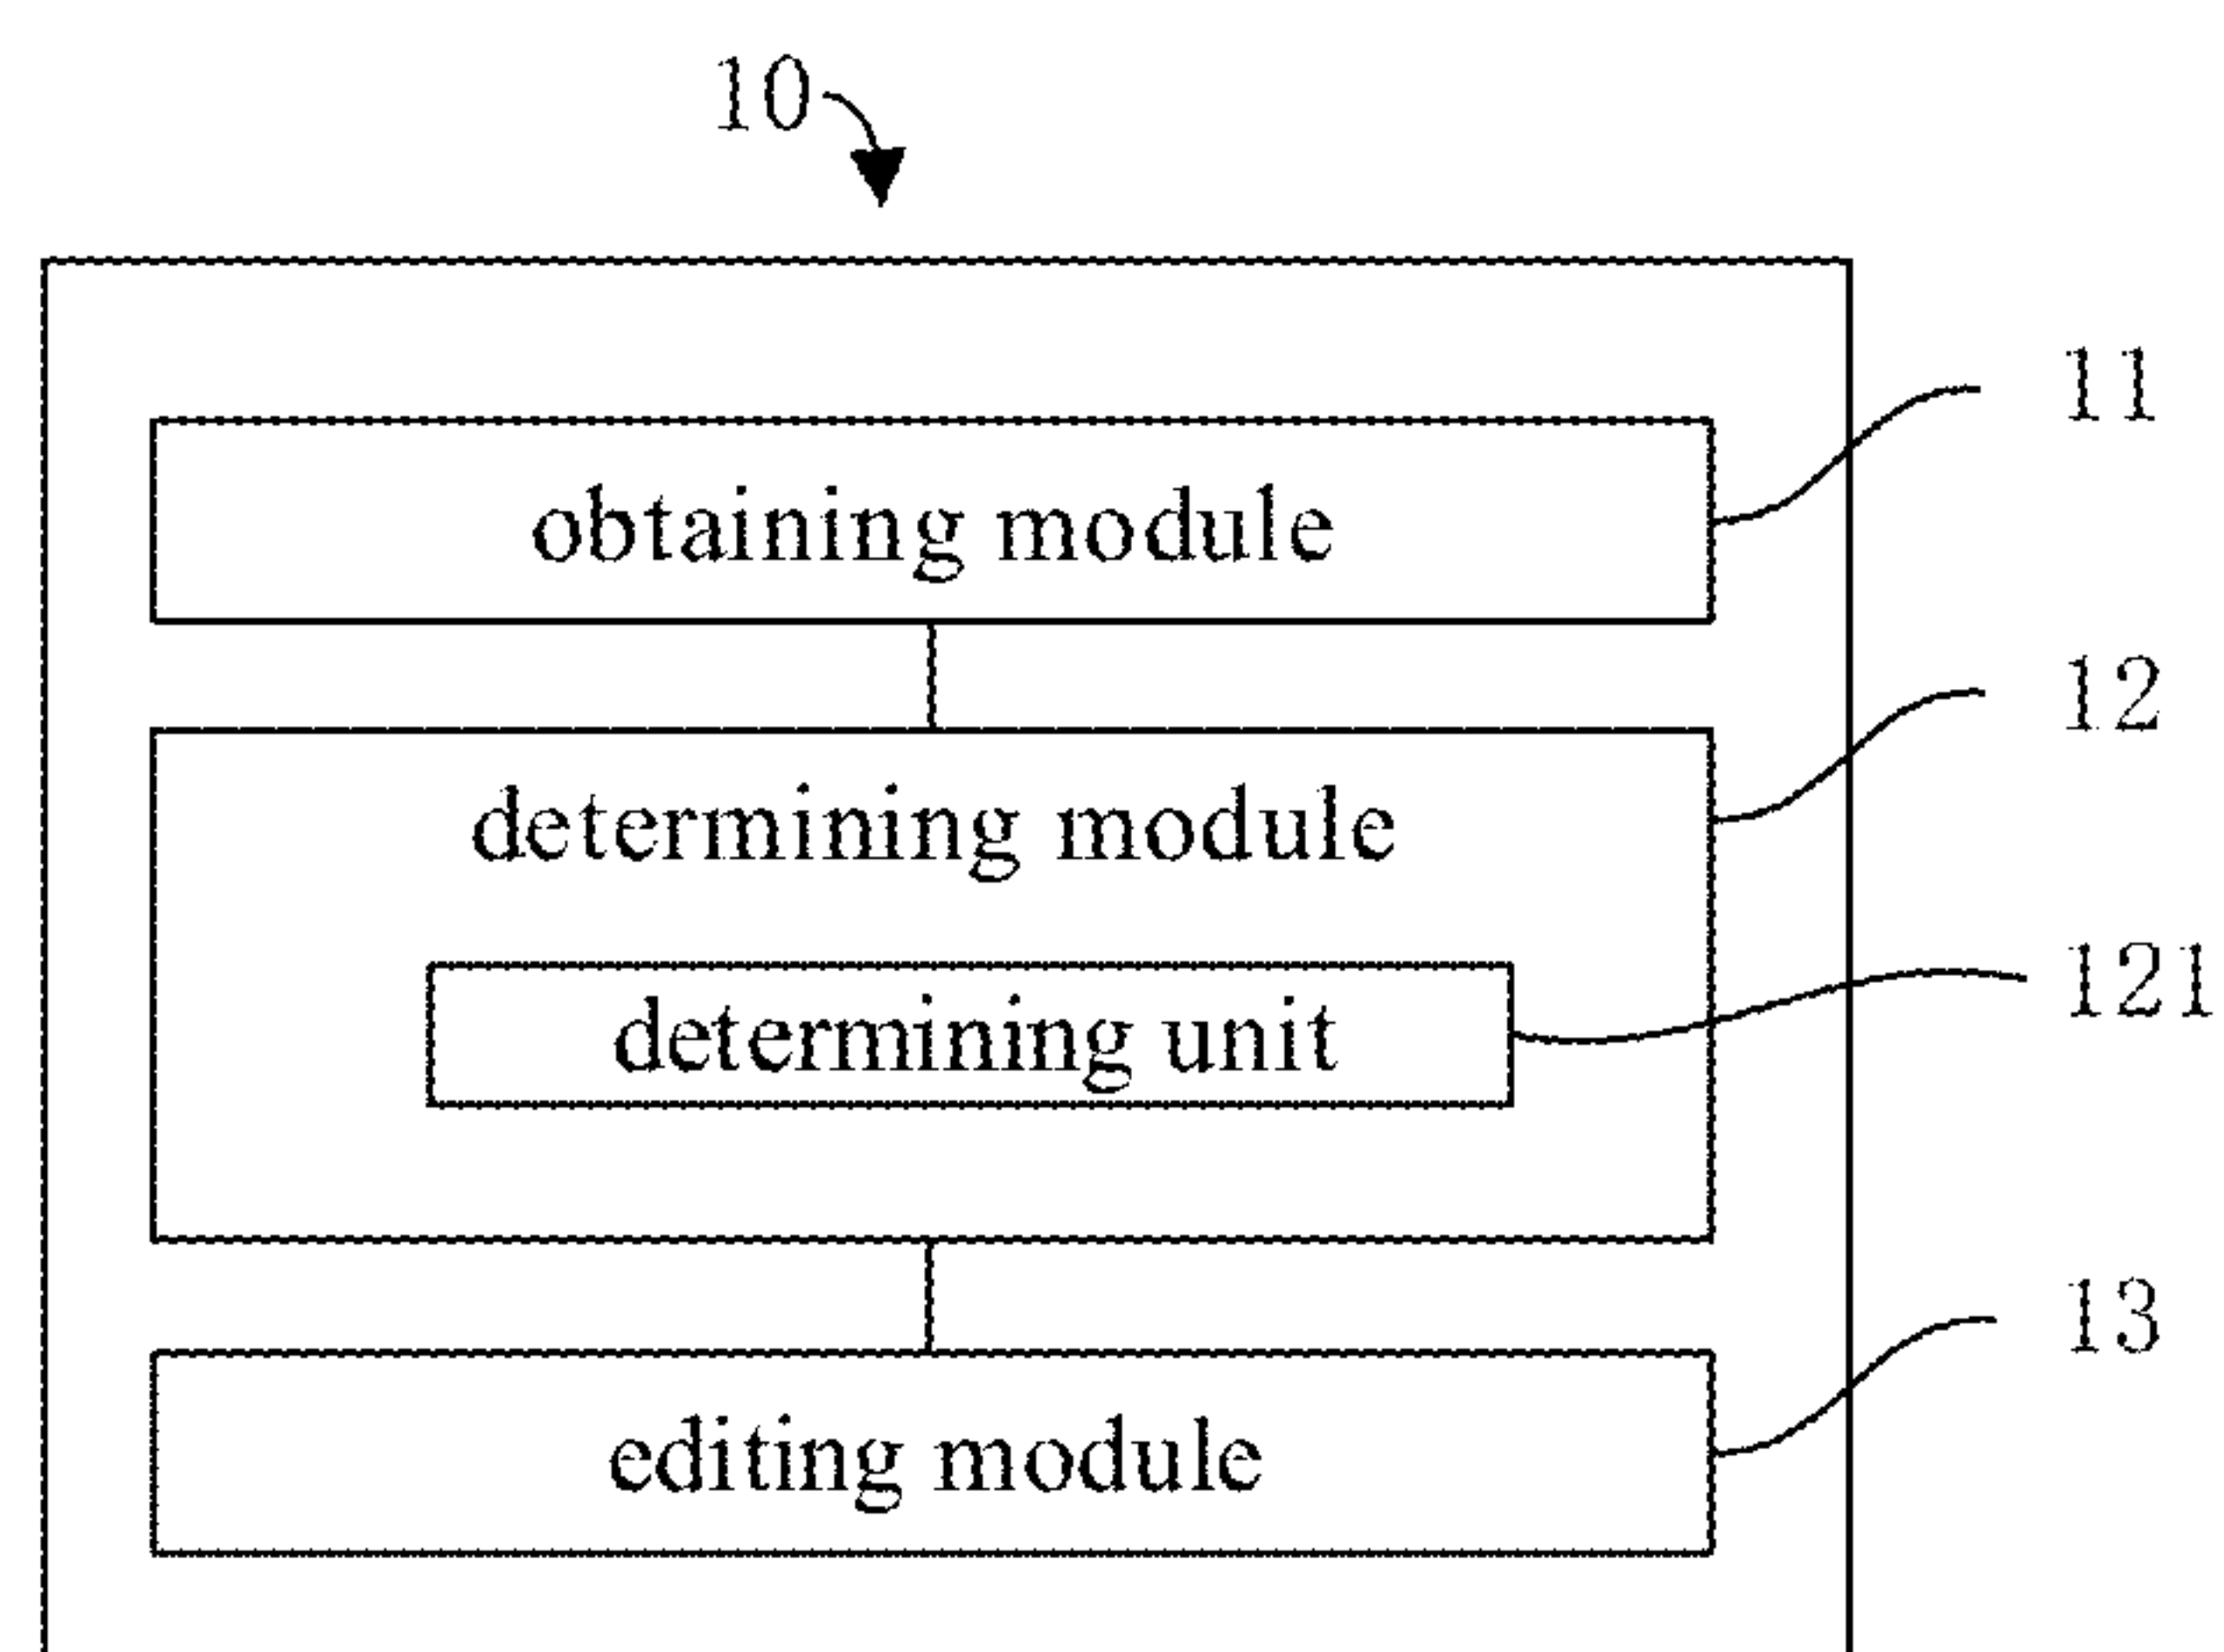 10
11
obtaining module
12
determining module
121
determining unit
13
editing module